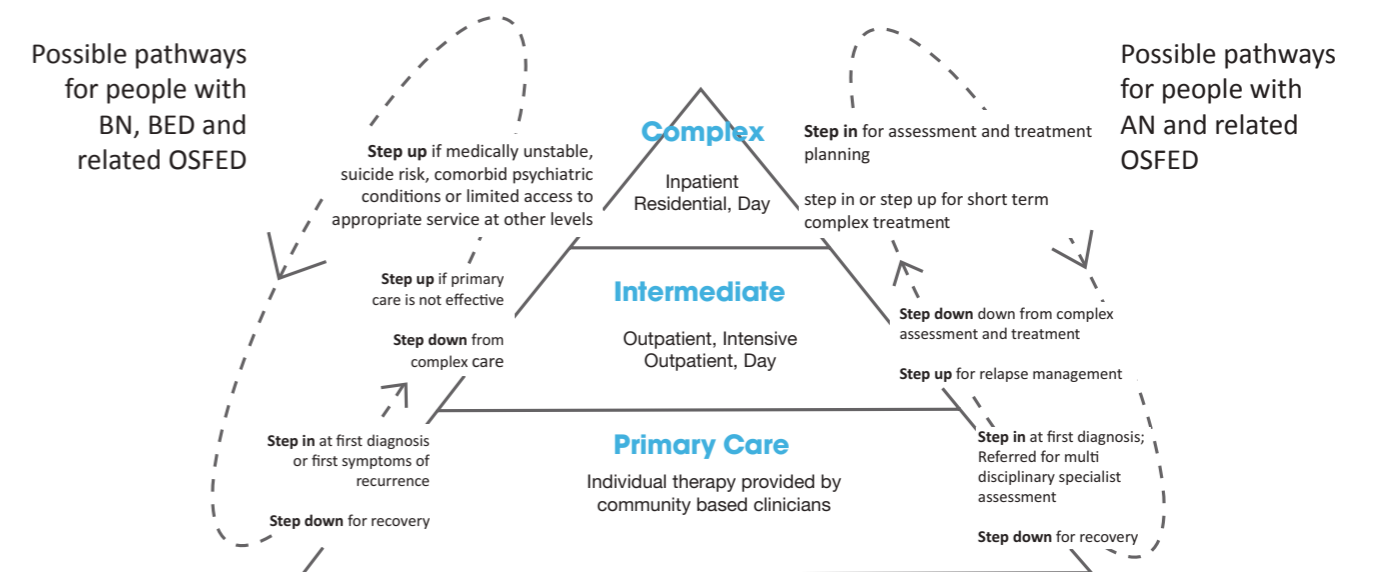 Possible pathways
for people with
BN, BED and
related OSFED
Step up if medically unstable,
suicide risk, comorbid psychiatric
conditions or limited access to
appropriate service at other levels
Step up if primary
care is not effective
Step down from
complex care
Step in at first diagnosis
or first symptoms of
recurrence
Step down for recovery
Complex
Inpatient
Residential, Day
Intermediate
Outpatient, Intensive
Outpatient, Day
Primary Care
Individual therapy provided by
community based clinicians
Possible pathways
for people with
AN and related
OSFED
Step in for assessment and treatment
planning
step in or step up for short term
complex treatment
Step down down from complex
assessment and treatment
Step up for relapse management
Step in at first diagnosis;
Referred for multi
disciplinary specialist
assessment
Step down for recovery